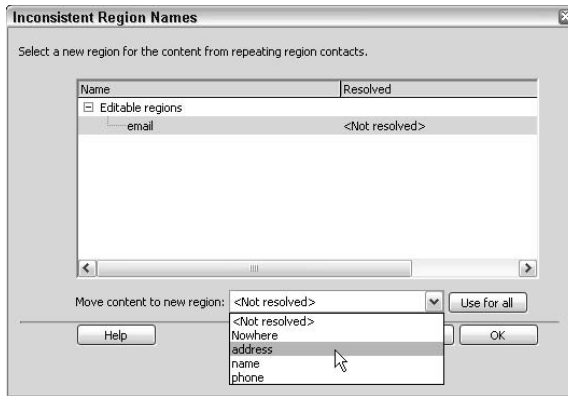 Inconsistent Region Names
Select a new region for the content from repeating region contacts.
Name Resolved
Editable regions
email <Not resolved>
Move content to new region: <Not resolved> Use for all
<Not resolved>
Help Nowhere OK
address
name
phone